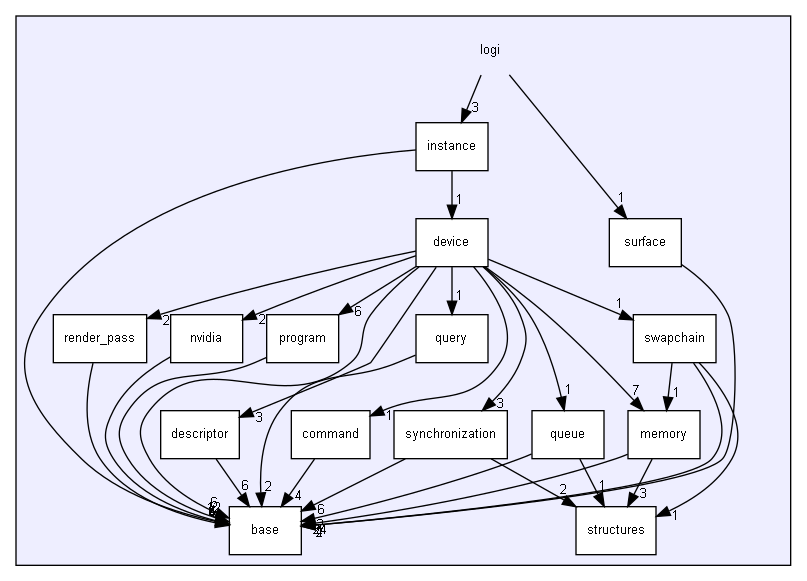 logi
3
instance
1
1
device
surface
1
2
2
6
1
render_pass
nvidia
program
query
swapchain
3
1
3
1
7
1
descriptor
command
synchronization
queue
memory
6
2
4
6
2
1
3
1
base
structures